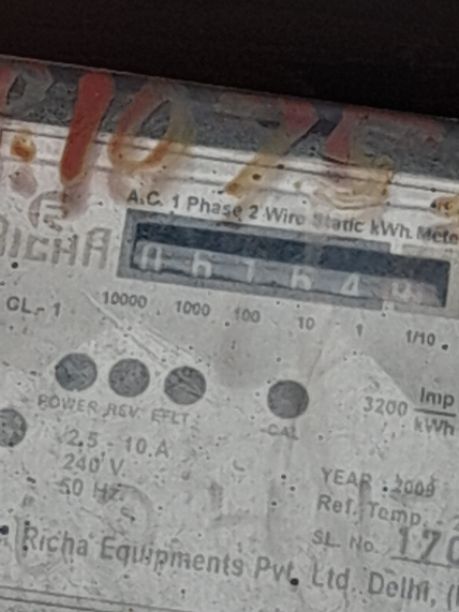 A.C. 1 Phase 2 Wire Static kWh Mete
RICHA
CL.- 1
10000 1000 100 10 1 1/10
POWER REV. EFLT.
CAL
3200 Imp
kWh
2.5 - 10.A
240 V.
50 Hz.
YEAR : 2009
Ref. Temp.
SL. No. 170
Richa Equipments Pvt. Ltd. Delhi, (